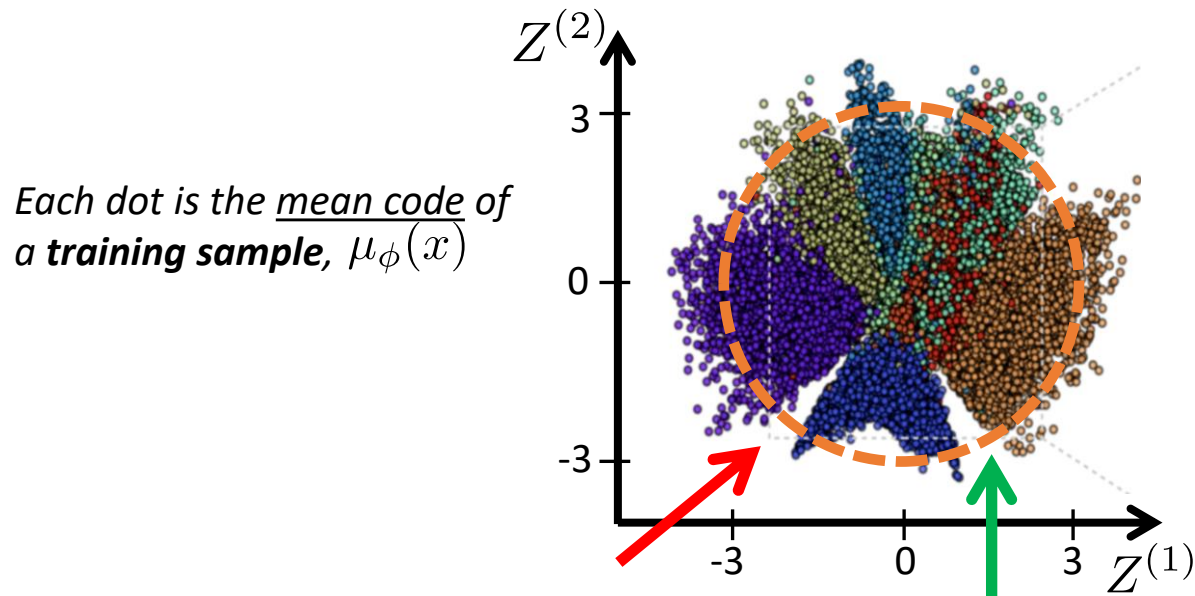 Each dot is the mean code of
a training sample, μ_ϕ(x)
Z^(2)
3
0
-3
-3 0 3
Z^(1)